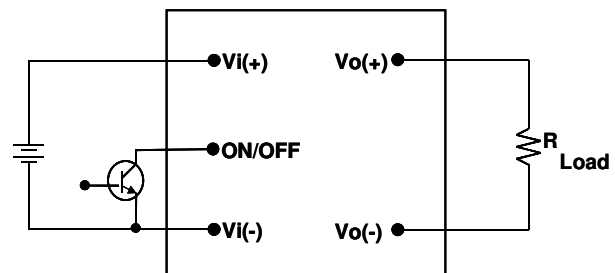 Vi(+)
Vo(+)
ON/OFF
R
Load
Vi(-)
Vo(-)